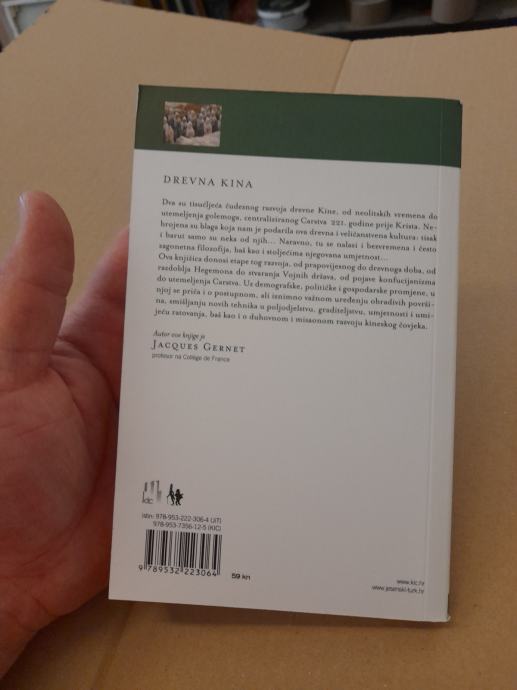 DREVNA KINA
Dva su tisućljeća čudesnog razvoja drevne Kine, od neolitskih vremena do
utemeljenja golemoga, centraliziranog Carstva 221. godine prije Krista. Ne-
brojena su blaga koja nam je podarila ova drevna i veličanstvena kultura: tisak
i barut samo su neka od njih... Naravno, tu se nalasi i bezvremena i često
zagonetna filozofija, baš kao i stoljećima njegovana umjetnost...
Ova knjižica donosi etape tog razvoja, od prapovijesnog do drevnoga doba, od
razdoblja Hegemona do stvaranja Vojnih država, od pojave konfucijanizma
do utemeljenja Carstva. Uz demografske, političke i gospodarske promjene, u
njoj se priča i o postupnom, ali iznimno važnom uređenju obradivih površi-
na, smišljanju novih tehnika u poljodjelstvu, graditeljstvu, umjetnosti i umi-
jeću ratovanja, baš kao i o duhovnom i misaonom razvoju kineskog čovjeka.
Autor ove knjige je
JACQUES GERNET
profesor na Collège de France
kic
isbn: 978-953-222-306-4 (JT)
978-953-7356-12-5 (KIC)
9 789532 223064
59 kn
www.kic.hr
www.jesenski-turk.hr